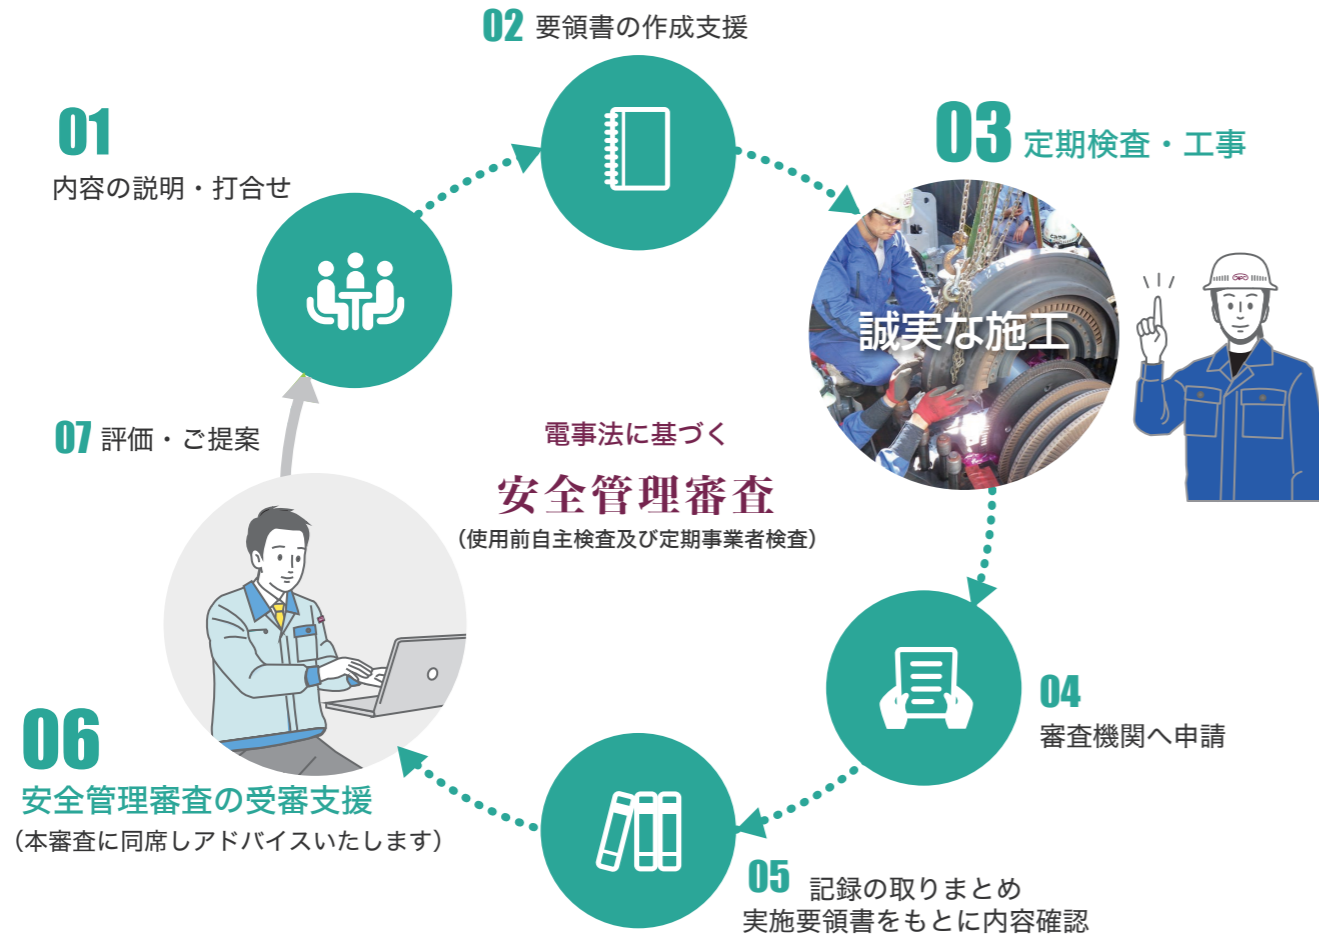 01
内容の説明・打合せ
02 要領書の作成支援
03 定期検査・工事
誠実な施工
04
審査機関へ申請
05 記録の取りまとめ
実施要領書をもとに内容確認
06
安全管理審査の受審支援
（本審査に同席しアドバイスいたします）
07 評価・ご提案
電事法に基づく
安全管理審査
（使用前自主検査及び定期事業者検査）